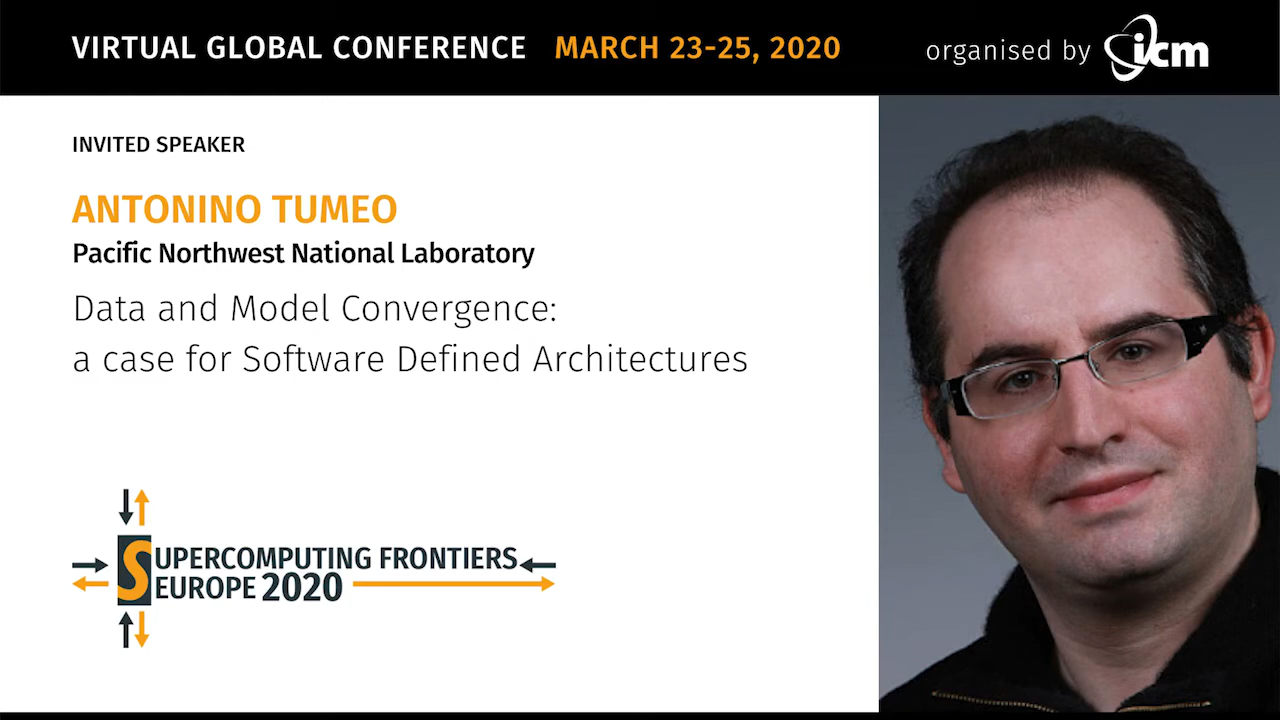 VIRTUAL GLOBAL CONFERENCE MARCH 23-25, 2020 organised by icm
INVITED SPEAKER
ANTONINO TUMEO
Pacific Northwest National Laboratory
Data and Model Convergence:
a case for Software Defined Architectures
SUPERCOMPUTING FRONTIERS
EUROPE 2020